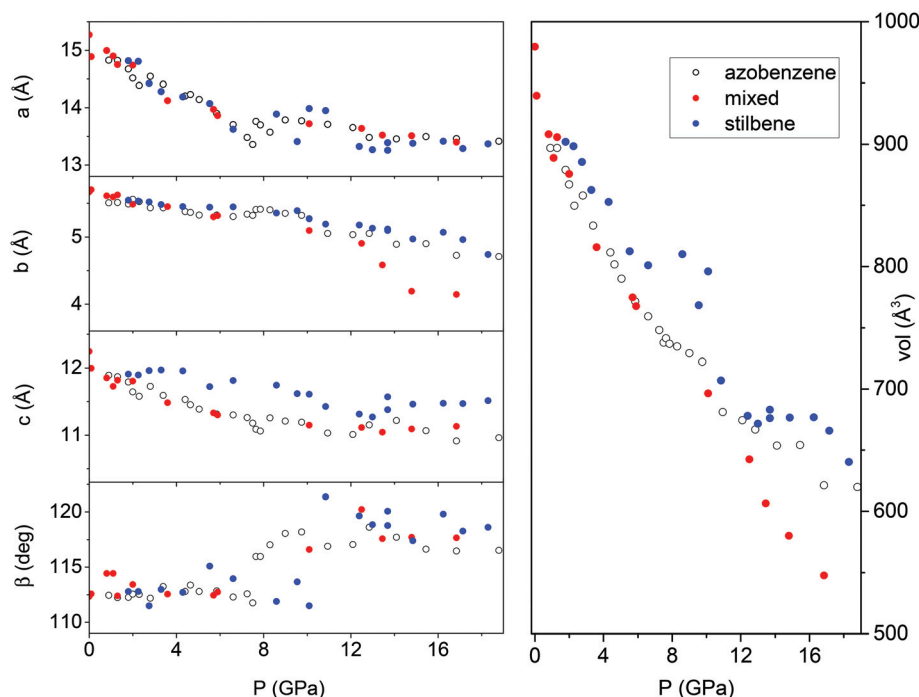 15
14
13
a (Å)
5
4
b (Å)
12
11
c (Å)
120
115
110
β (deg)
0
4
8
12
16
P (GPa)
azobenzene
mixed
stilbene
1000
900
800
700
600
500
vol (Å³)
0
4
8
12
16
P (GPa)